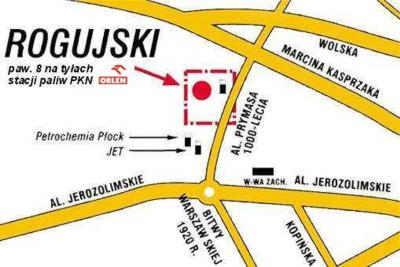 ROGUJSKI
paw. 8 na tyłach
stacji paliw PKN ORLEN
WOLSKA
MARCINA KASPRZAKA
AL. PRYMASA
1000-LECIA
Petrochemia Płock
JET
AL. JEROZOLIMSKIE
W-WA ZACH.
AL. JEROZOLIMSKIE
BITWY
WARSZAWSKIEJ
1920 R.
KOPIŃSKA